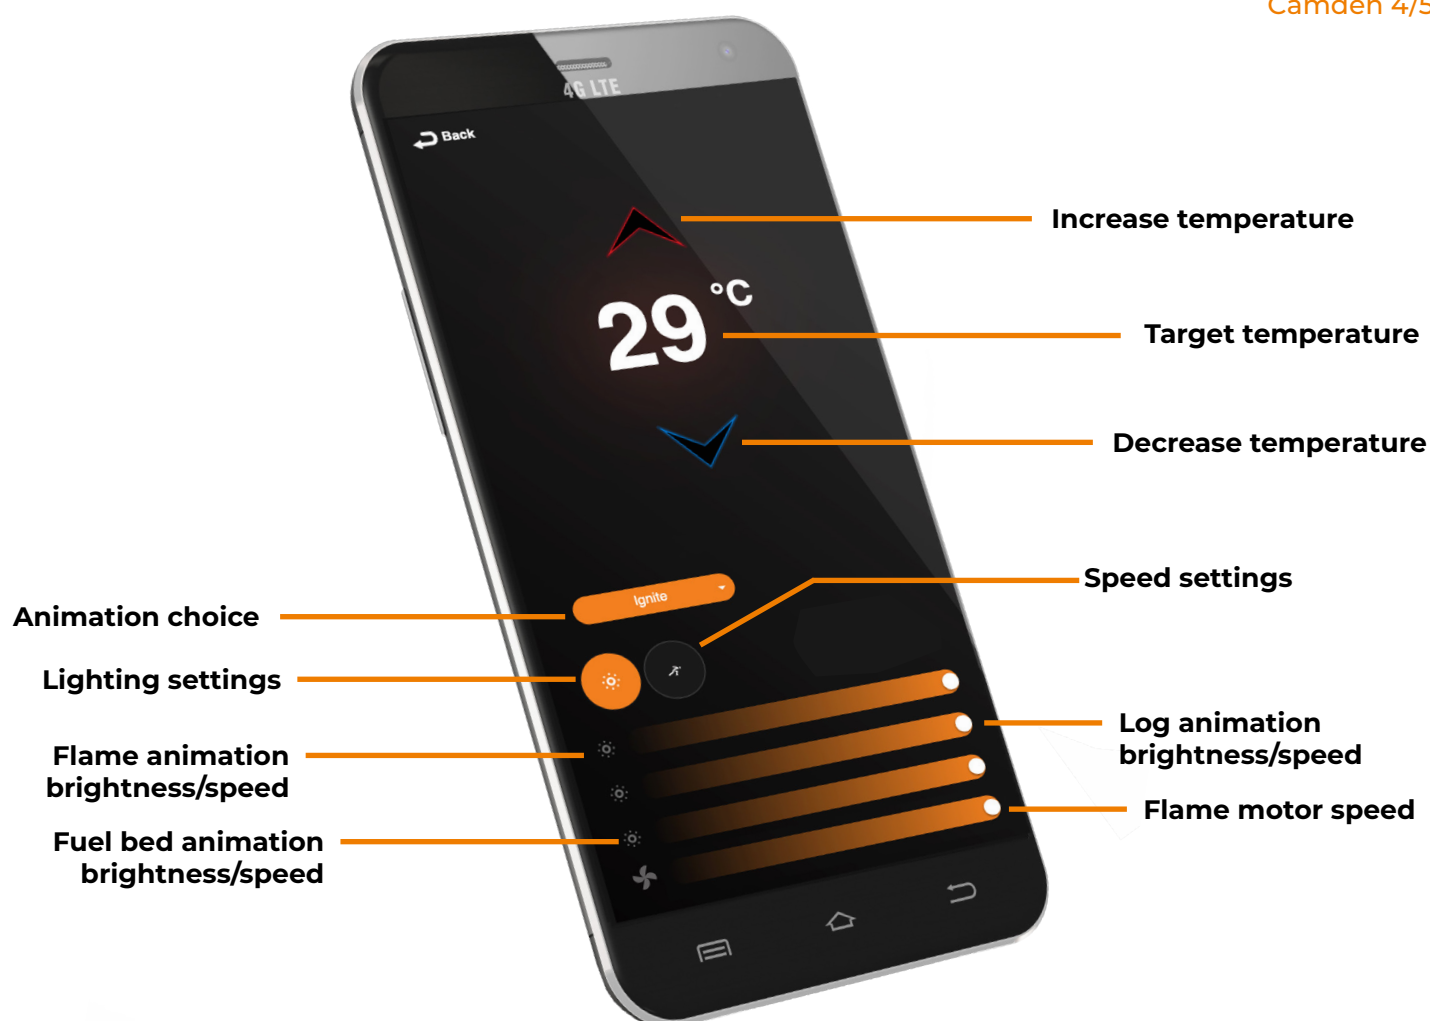 Camden 4/5
4G LTE
Back
Increase temperature
29 °C
Target temperature
Decrease temperature
Speed settings
Ignite
Animation choice
Lighting settings
Log animation
brightness/speed
Flame animation
brightness/speed
Flame motor speed
Fuel bed animation
brightness/speed